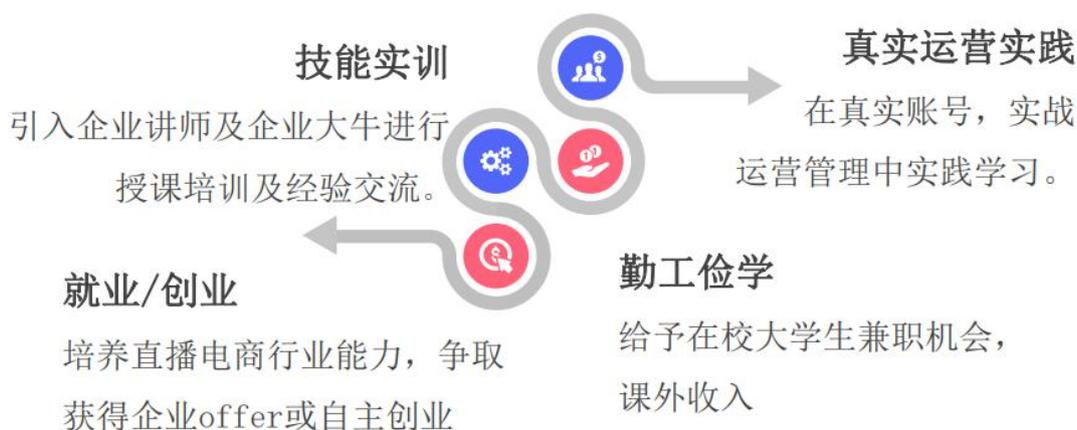 技能实训
引入企业讲师及企业大牛进行
授课培训及经验交流。
真实运营实践
在真实账号，实战
运营管理中实践学习。
就业/创业
培养直播电商行业能力，争取
获得企业offer或自主创业
勤工俭学
给予在校大学生兼职机会，
课外收入